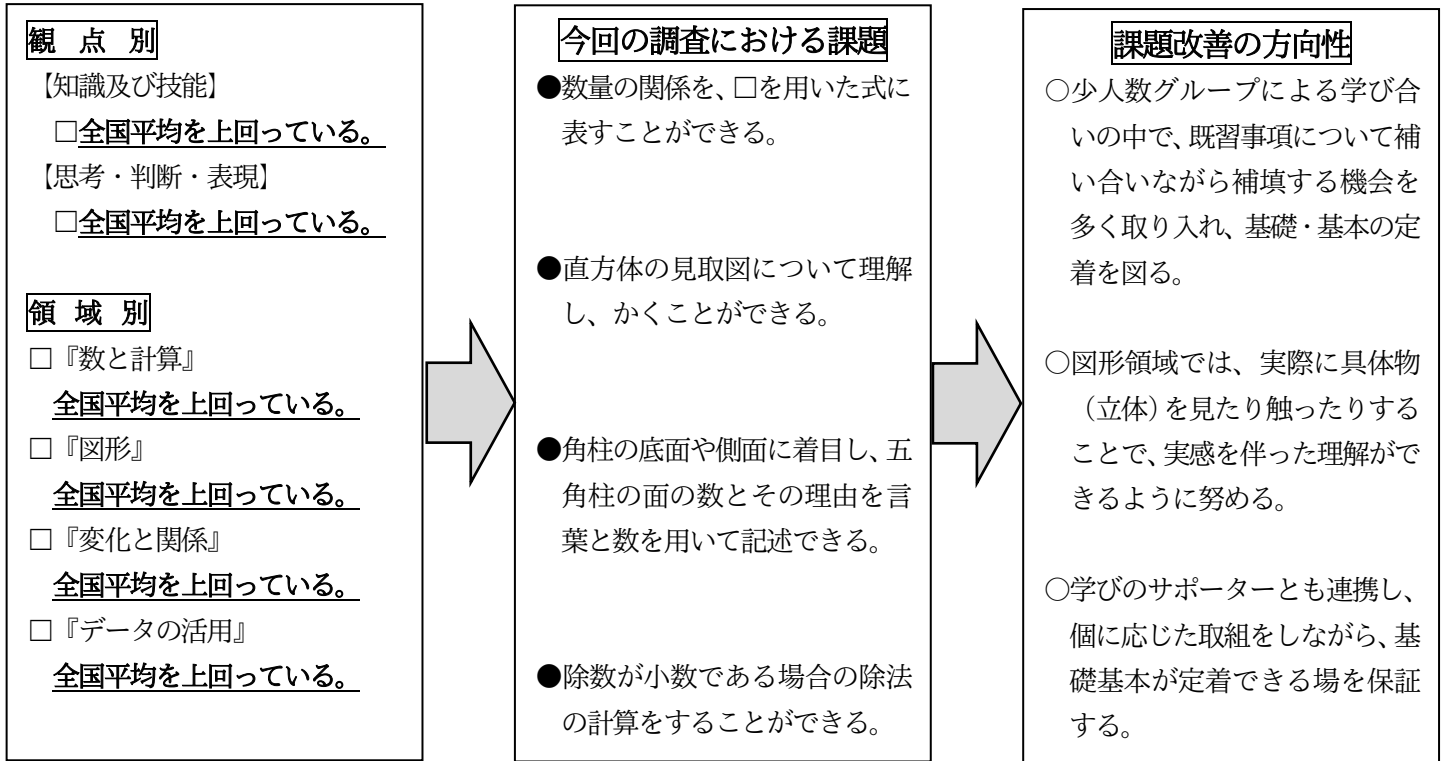 観 点 別
【知識及び技能】
□全国平均を上回っている。
【思考・判断・表現】
□全国平均を上回っている。
領 域 別
□『数と計算』
全国平均を上回っている。
□『図形』
全国平均を上回っている。
□『変化と関係』
全国平均を上回っている。
□『データの活用』
全国平均を上回っている。
今回の調査における課題
●数量の関係を、□を用いた式に
表すことができる。
●直方体の見取図について理解
し、かくことができる。
●角柱の底面や側面に着目し、五
角柱の面の数とその理由を言
葉と数を用いて記述できる。
●除数が小数である場合の除法
の計算をすることができる。
課題改善の方向性
○少人数グループによる学び合
いの中で、既習事項について補
い合いながら補填する機会を
多く取り入れ、基礎・基本の定
着を図る。
○図形領域では、実際に具体物
（立体）を見たり触ったりする
ことで、実感を伴った理解がで
きるように努める。
○学びのサポーターとも連携し、
個に応じた取組をしながら、基
礎基本が定着できる場を保証
する。